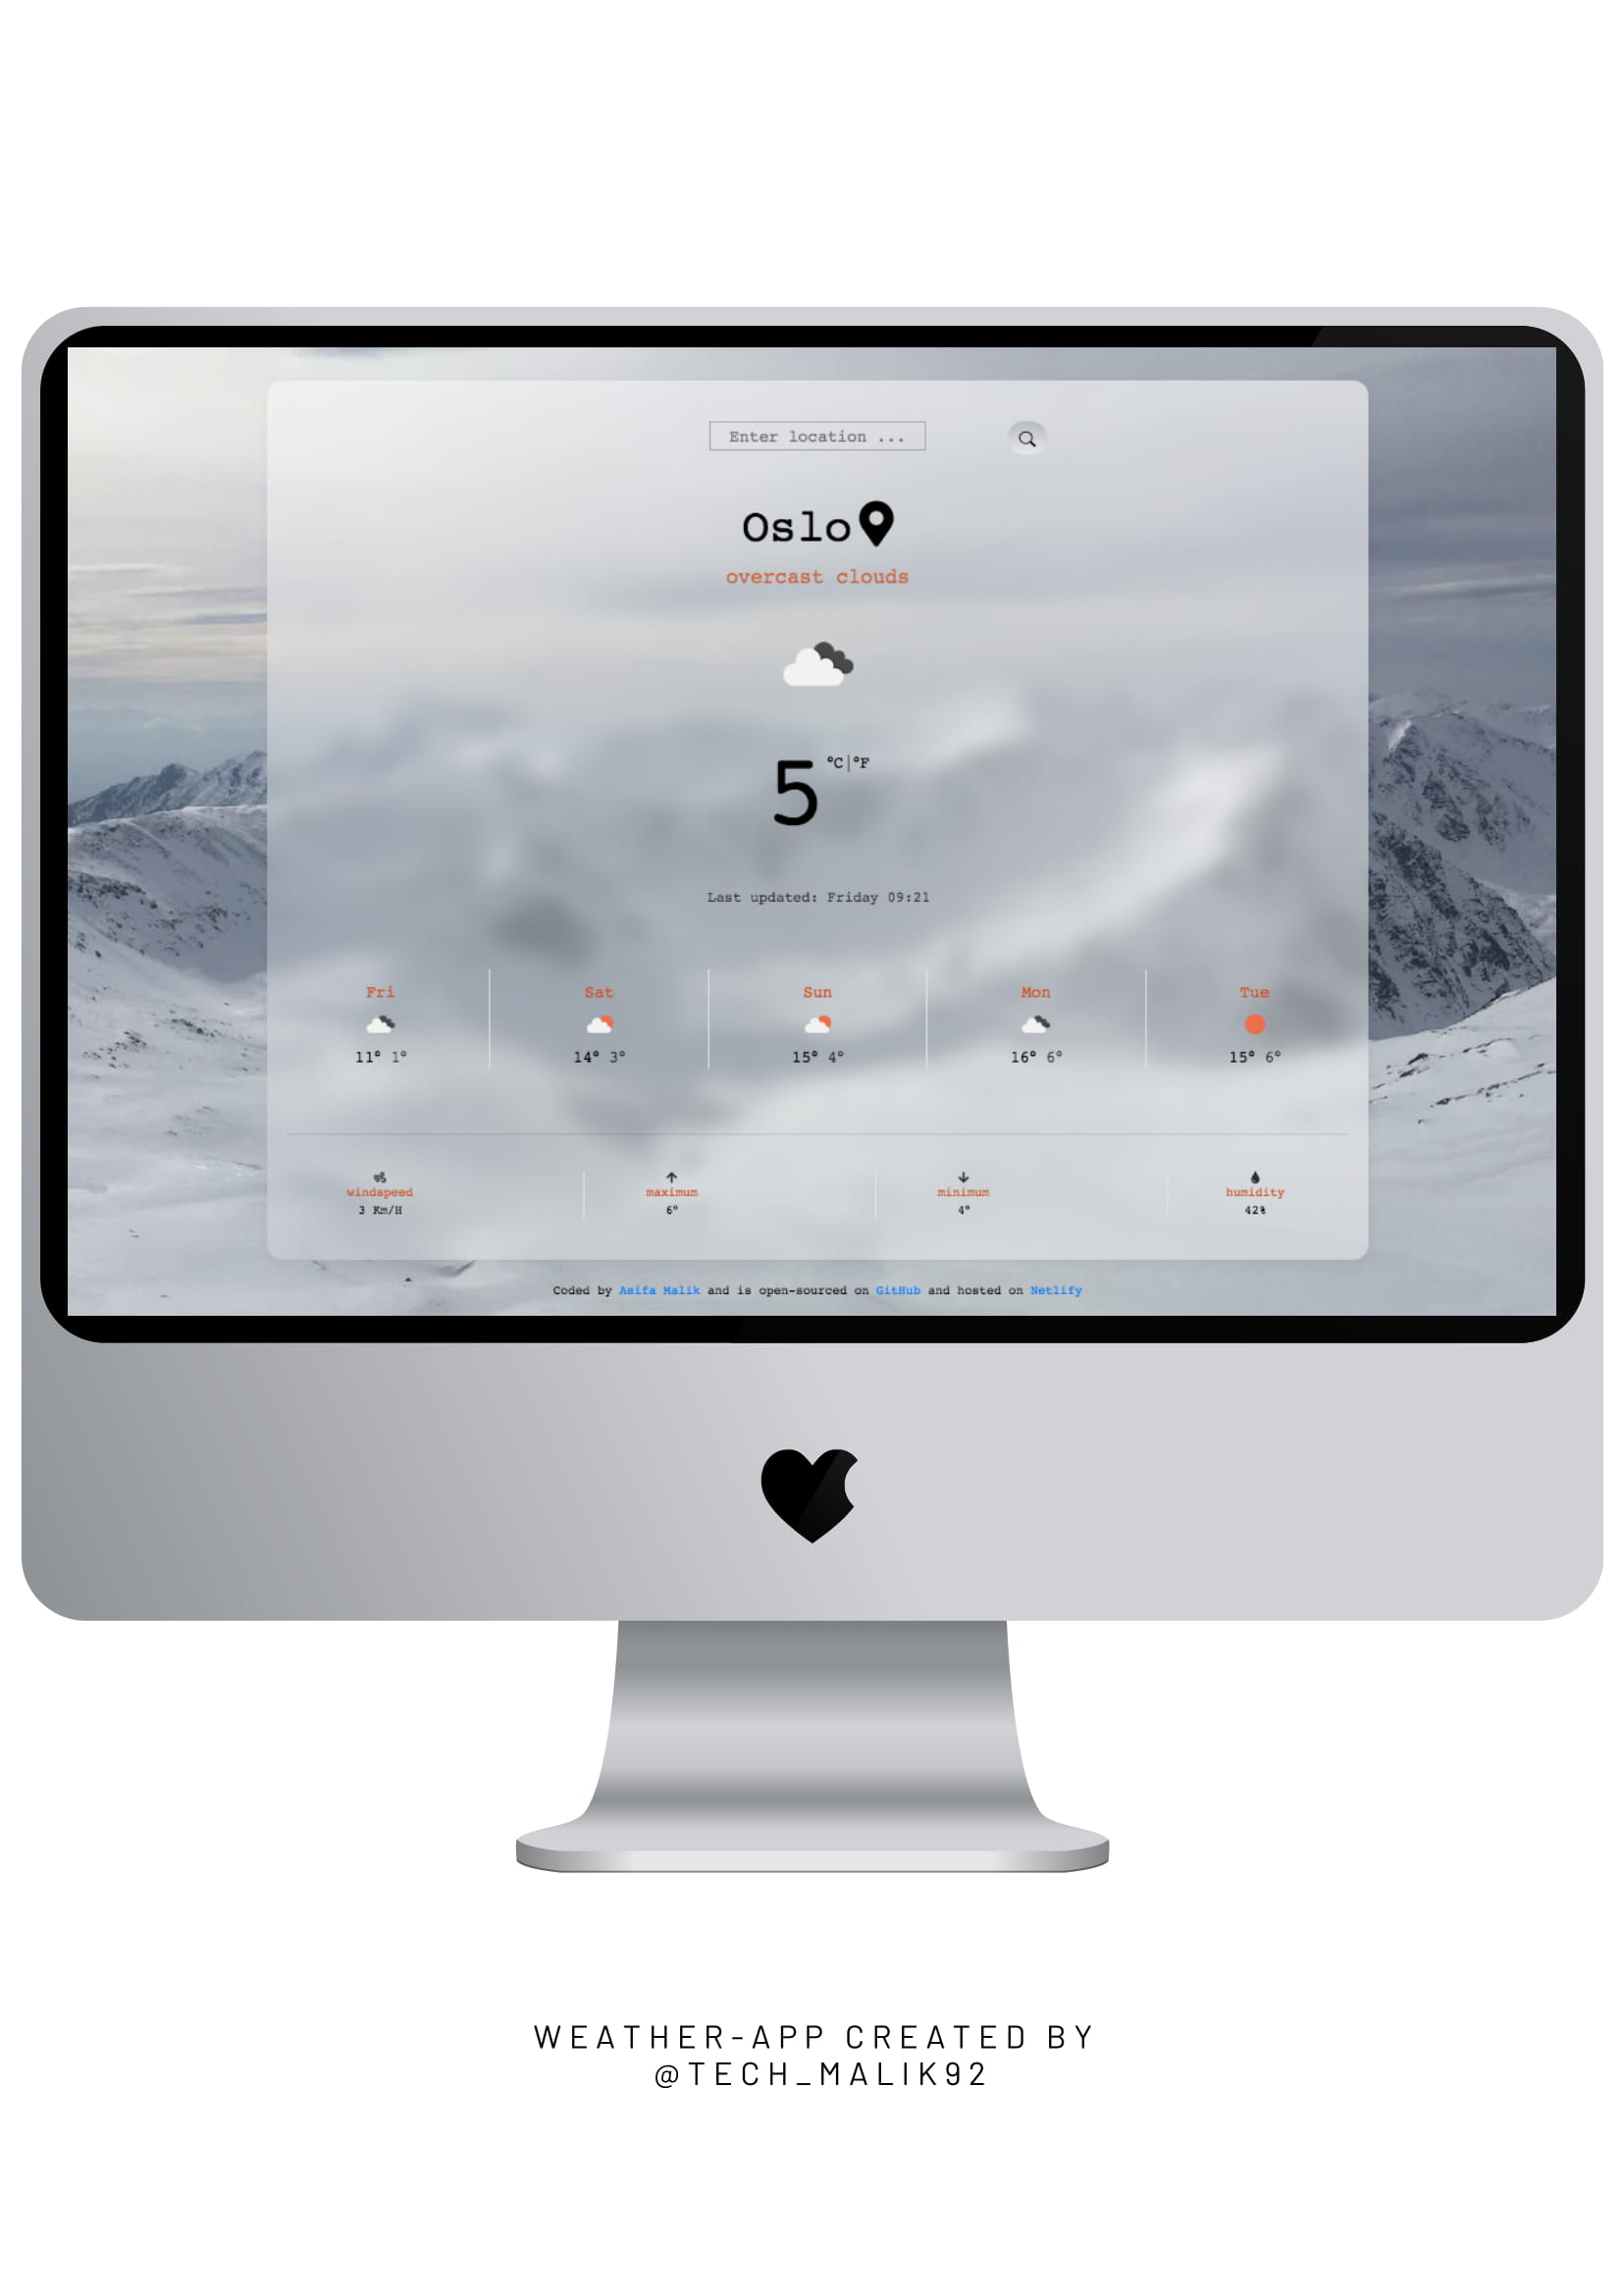 Enter location ...
Oslo
overcast clouds
5 °C|°F
Last updated: Friday 09:21
Fri Sat Sun Mon Tue
11° 1° 14° 3° 15° 4° 16° 6° 15° 6°
windspeed maximum minimum humidity
3 Km/H 6° 4° 42%
Coded by Asifa Malik and is open-sourced on GitHub and hosted on Netlify
WEATHER-APP CREATED BY
@TECH_MALIK92